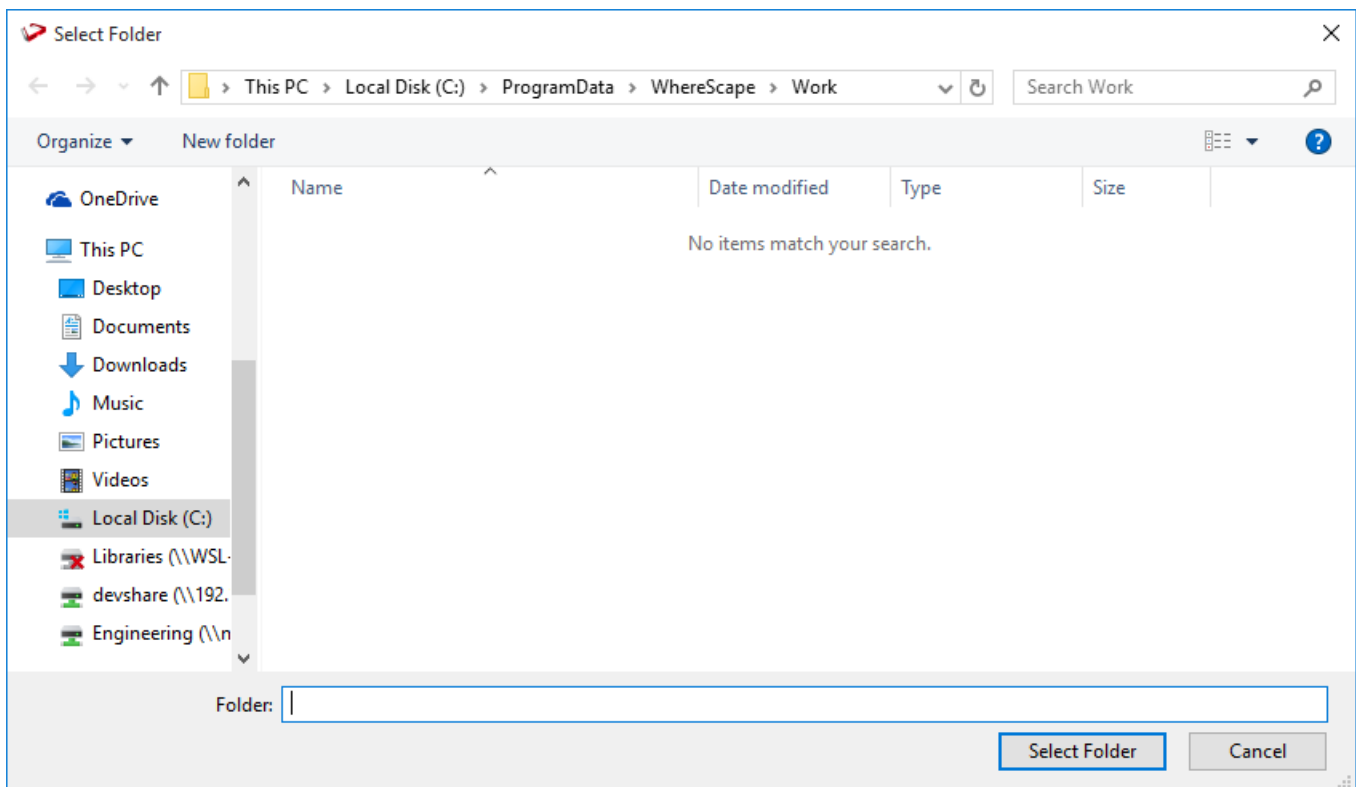 Select Folder
This PC > Local Disk (C:) > ProgramData > WhereScape > Work
Search Work
Organize
New folder
Name
Date modified
Type
Size
No items match your search.
OneDrive
This PC
Desktop
Documents
Downloads
Music
Pictures
Videos
Local Disk (C:)
Libraries (\\WSL-
devshare (\\192.
Engineering (\\n
Folder:
Select Folder
Cancel